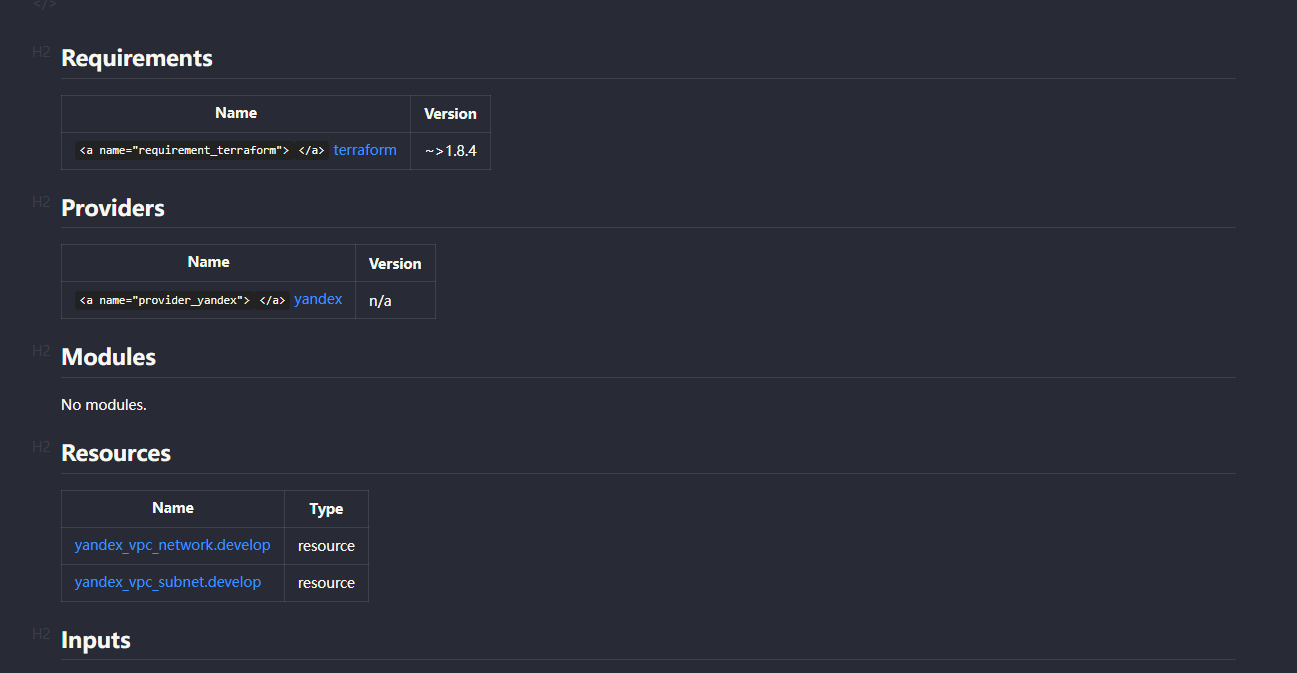 </>
H2 Requirements
Name Version
<a name="requirement_terraform"> </a> terraform ~>1.8.4
H2 Providers
Name Version
<a name="provider_yandex"> </a> yandex n/a
H2 Modules
No modules.
H2 Resources
Name Type
yandex_vpc_network.develop resource
yandex_vpc_subnet.develop resource
H2 Inputs